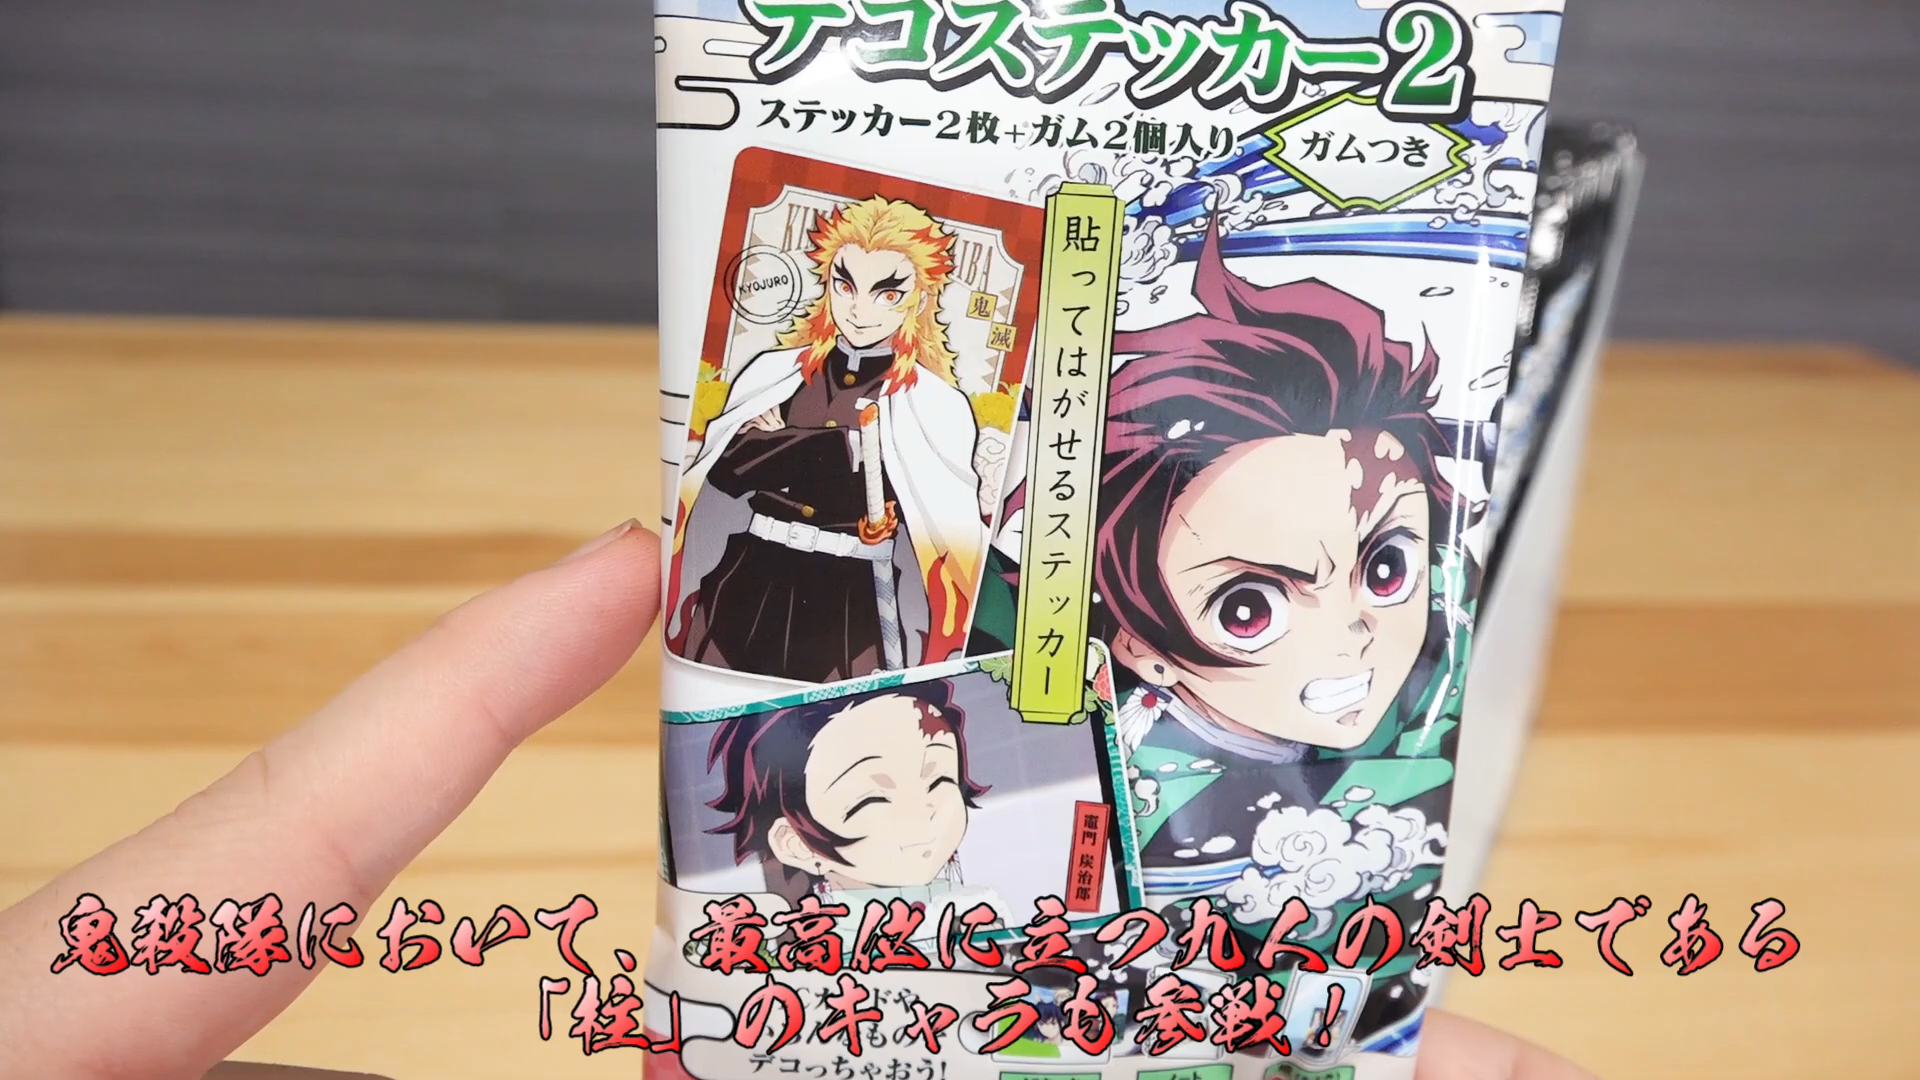 デコステッカー2
ステッカー2枚+ガム2個入り
ガムつき
KYOJURO
鬼
滅
貼ってはがせるステッカー
竈門 炭治郎
鬼殺隊において、最高位に立つ九人の剣士である
「柱」のキャラも参戦!
デコっちゃおう!